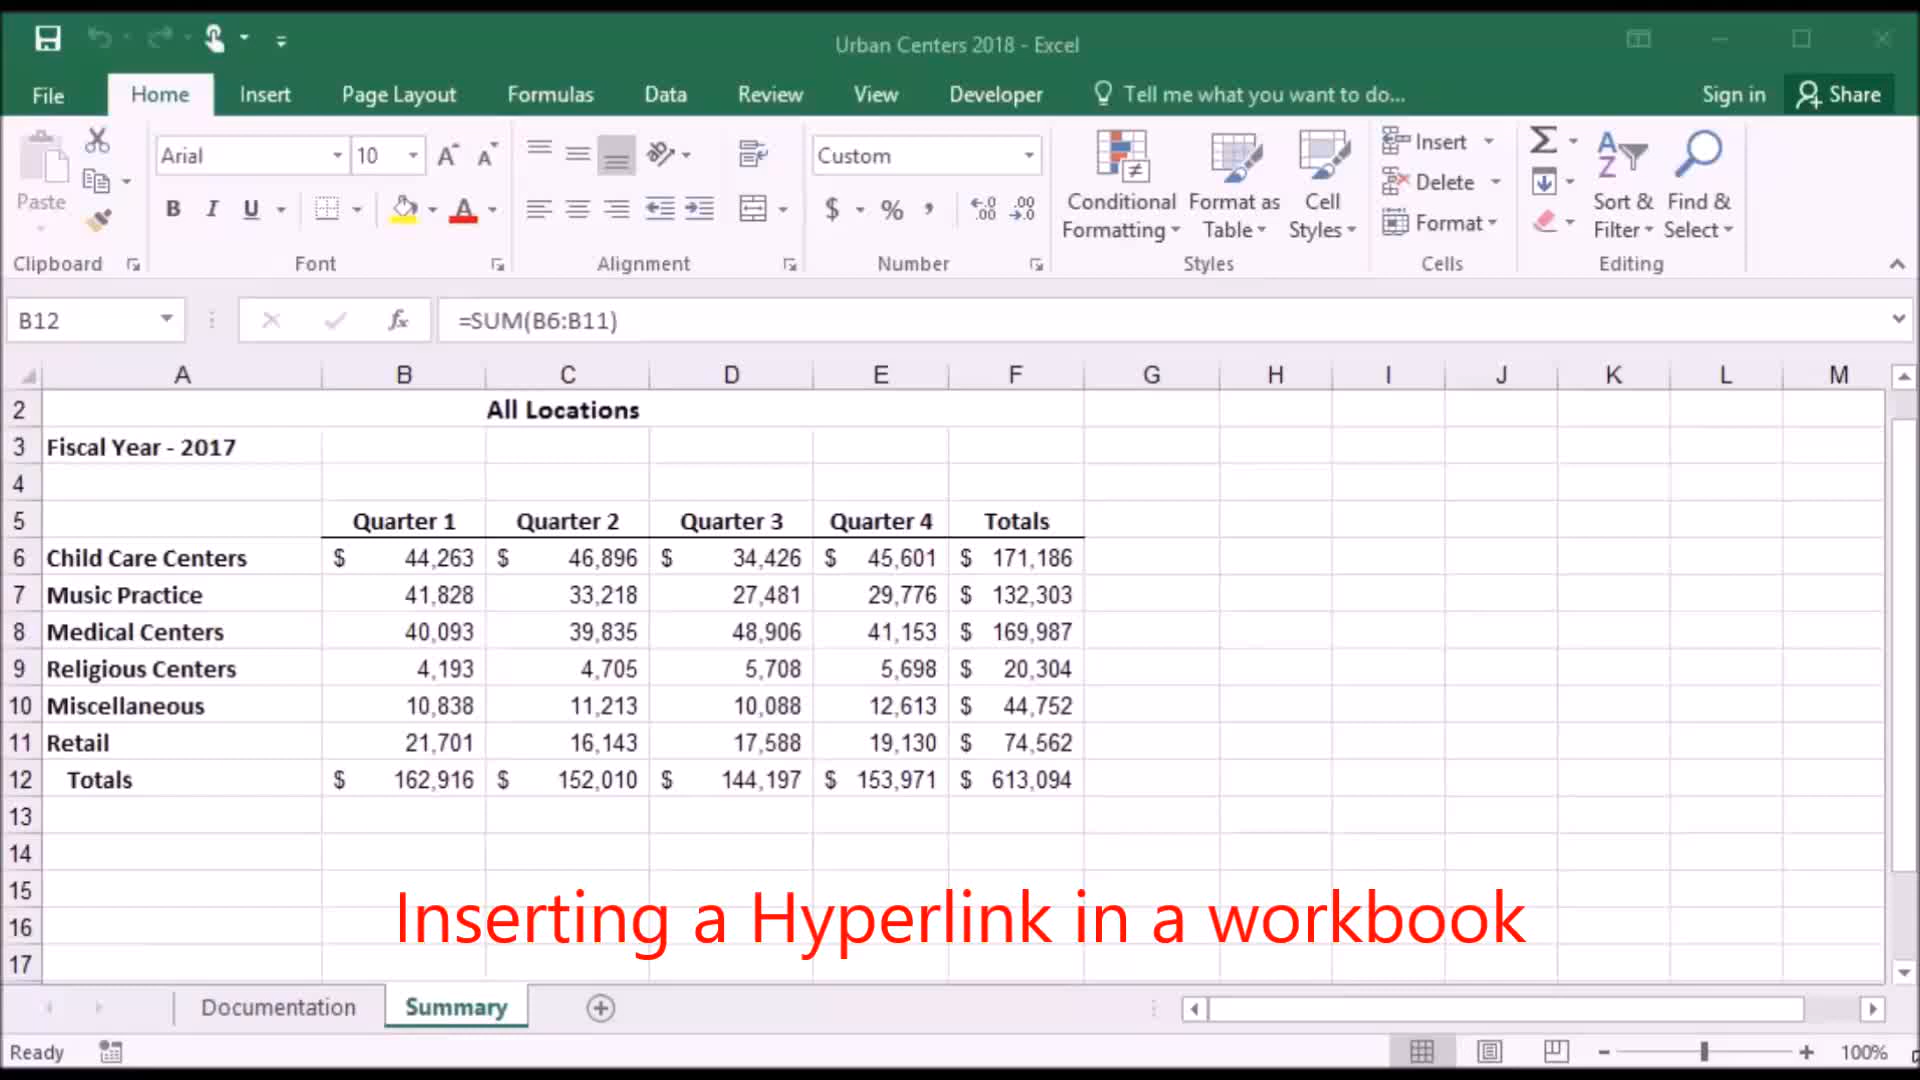 Urban Centers 2018 - Excel
File Home Insert Page Layout Formulas Data Review View Developer Tell me what you want to do... Sign in Share
Paste
Clipboard
Arial 10
B I U A
Font
Alignment
Custom
$ % , .00 .0
Number
Conditional Formatting
Format as Table
Cell Styles
Styles
Insert
Delete
Format
Cells
Sort & Filter
Find & Select
Editing
B12 fx =SUM(B6:B11)
A B C D E F G H I J K L M
2 All Locations
3 Fiscal Year - 2017
4
5 Quarter 1 Quarter 2 Quarter 3 Quarter 4 Totals
6 Child Care Centers $ 44,263 $ 46,896 $ 34,426 $ 45,601 $ 171,186
7 Music Practice 41,828 33,218 27,481 29,776 $ 132,303
8 Medical Centers 40,093 39,835 48,906 41,153 $ 169,987
9 Religious Centers 4,193 4,705 5,708 5,698 $ 20,304
10 Miscellaneous 10,838 11,213 10,088 12,613 $ 44,752
11 Retail 21,701 16,143 17,588 19,130 $ 74,562
12 Totals $ 162,916 $ 152,010 $ 144,197 $ 153,971 $ 613,094
13
14
15
16
17
Inserting a Hyperlink in a workbook
Documentation Summary
Ready 100%